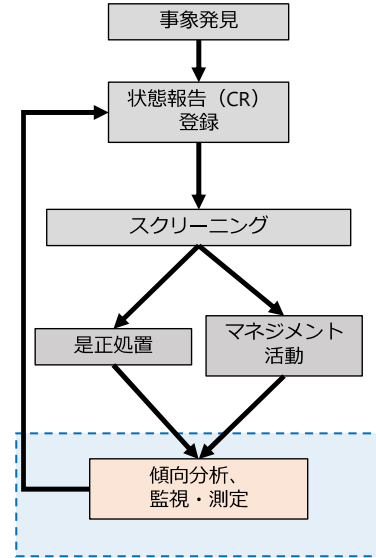 事象発見
状態報告（CR）
登録
スクリーニング
是正処置
マネジメント
活動
傾向分析、
監視・測定